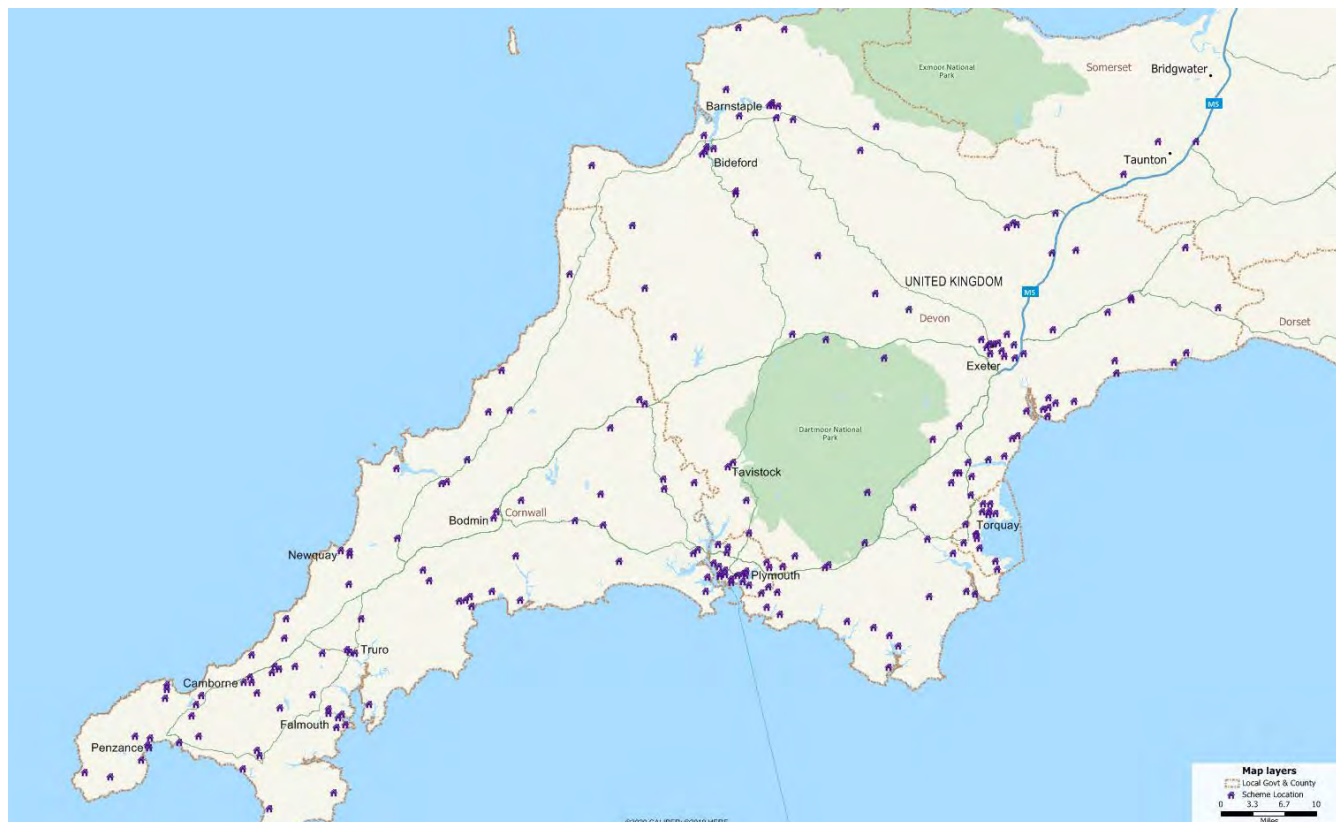 Exmoor National
Park
Somerset
Bridgwater
M5
Barnstaple
Taunton
Bideford
UNITED KINGDOM
M5
Devon
Dorset
Exeter
Dartmoor National
Park
Tavistock
Bodmin
Cornwall
Torquay
Newquay
Plymouth
Truro
Camborne
Falmouth
Penzance
Map layers
Local Govt & County
Scheme Location
0 3.3 6.7 10
Miles